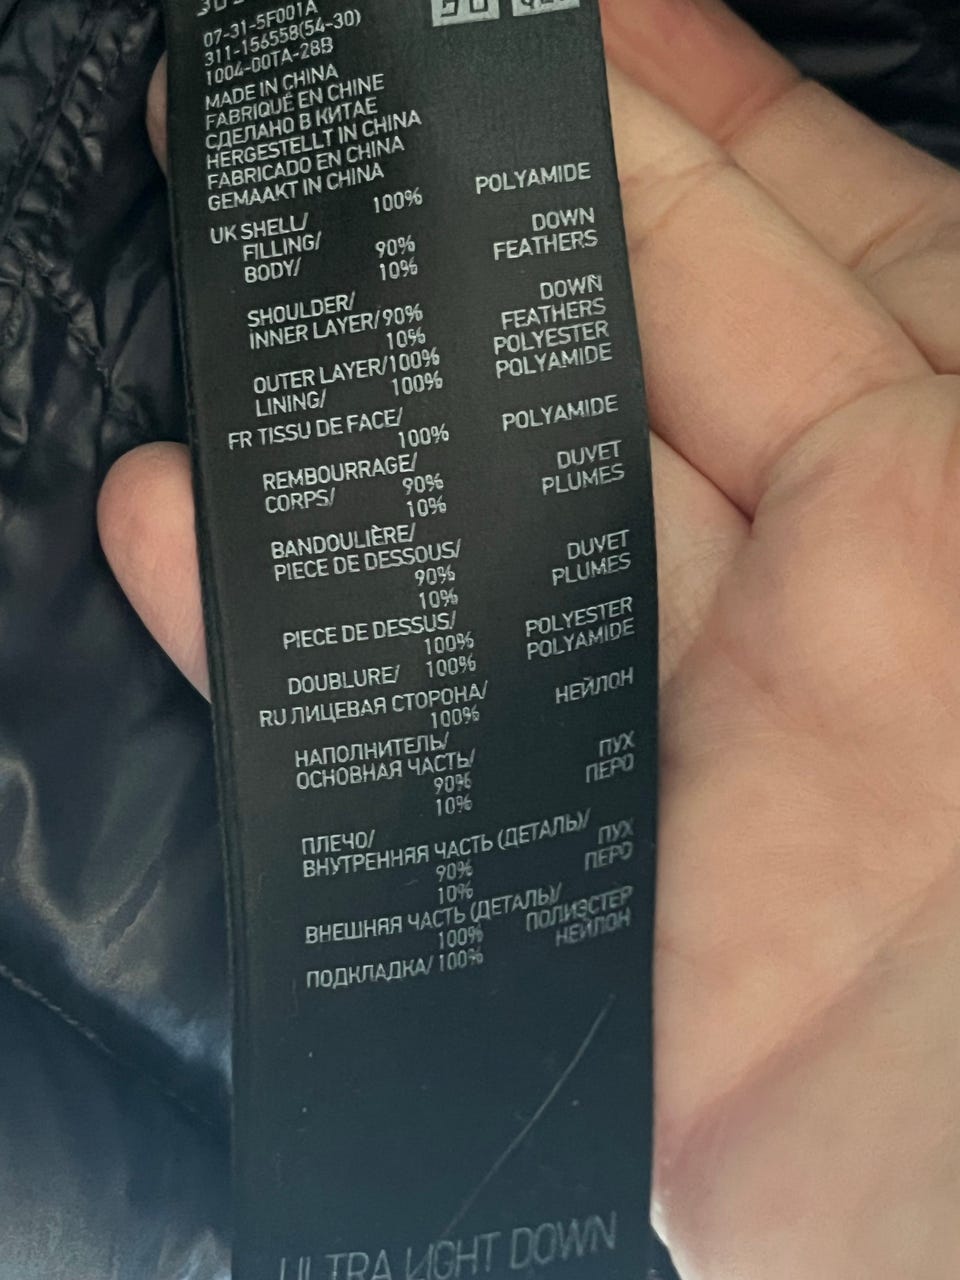 07-31-5F001A
311-156558(54-30)
1004-00TA-28B
MADE IN CHINA
FABRIQUÉ EN CHINE
СДЕЛАНО В КИТАЕ
HERGESTELLT IN CHINA
FABRICADO EN CHINA
GEMAAKT IN CHINA
UK SHELL/ 100% POLYAMIDE
FILLING/
BODY/ 90% DOWN
10% FEATHERS
SHOULDER/
INNER LAYER/ 90% DOWN
10% FEATHERS
OUTER LAYER/100% POLYESTER
LINING/ 100% POLYAMIDE
FR TISSU DE FACE/
100% POLYAMIDE
REMBOURRAGE/
CORPS/ 90% DUVET
10% PLUMES
BANDOULIÈRE/
PIECE DE DESSOUS/
90% DUVET
10% PLUMES
PIECE DE DESSUS/
100% POLYESTER
DOUBLURE/ 100% POLYAMIDE
RU ЛИЦЕВАЯ СТОРОНА/
100% НЕЙЛОН
НАПОЛНИТЕЛЬ/
ОСНОВНАЯ ЧАСТЬ/
90% ПУХ
10% ПЕРО
ПЛЕЧО/
ВНУТРЕННЯЯ ЧАСТЬ (ДЕТАЛЬ)/
90% ПУХ
10% ПЕРО
ВНЕШНЯЯ ЧАСТЬ (ДЕТАЛЬ)/
100% ПОЛИЭСТЕР
ПОДКЛАДКА/ 100% НЕЙЛОН
ULTRA LIGHT DOWN